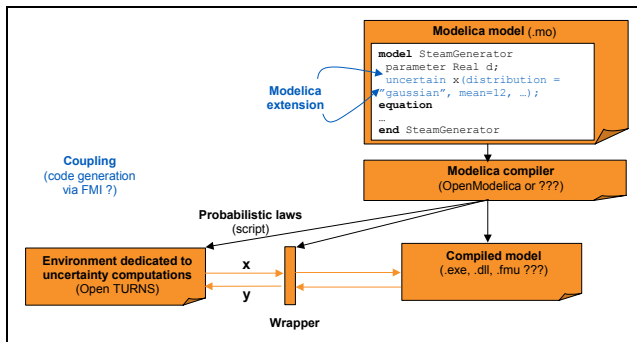 Modelica model (.mo)
model SteamGenerator
parameter Real d;
uncertain x(distribution =
"gaussian", mean=12, …);
equation
…
end SteamGenerator
Modelica
extension
Coupling
(code generation
via FMI ?)
Modelica compiler
(OpenModelica or ???)
Probabilistic laws
(script)
Environment dedicated to
uncertainty computations
(Open TURNS)
x
y
Wrapper
Compiled model
(.exe, .dll, .fmu ???)